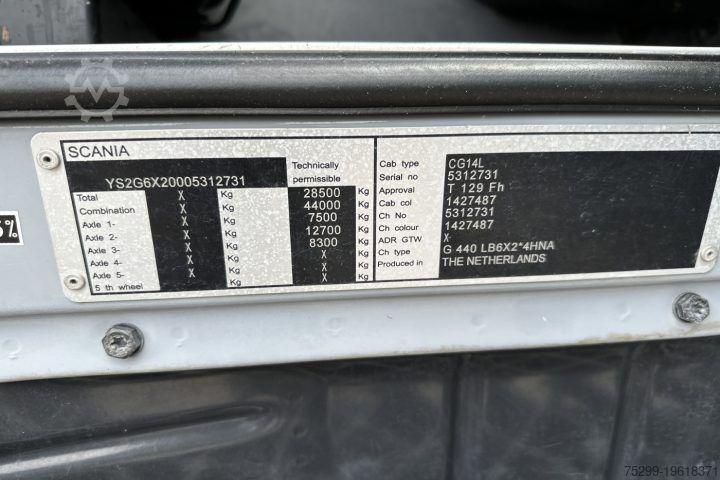 SCANIA
YS2G6X20005312731
Technically
permissible
Total X Kg 28500 Kg
Combination X Kg 44000 Kg
Axle 1- X Kg 7500 Kg
Axle 2- X Kg 12700 Kg
Axle 3- X Kg 8300 Kg
Axle 4- X Kg X Kg
Axle 5- X Kg X Kg
5 th wheel Kg X Kg
Cab type CG14L
Serial no 5312731
Approval T 129 Fh
Cab col 1427487
Ch No 5312731
Ch colour 1427487
ADR GTW X
Ch type G 440 LB6X2*4HNA
Produced in THE NETHERLANDS
%
75299-19618371